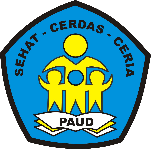 SEHAT - CERDAS - CERIA
PAUD